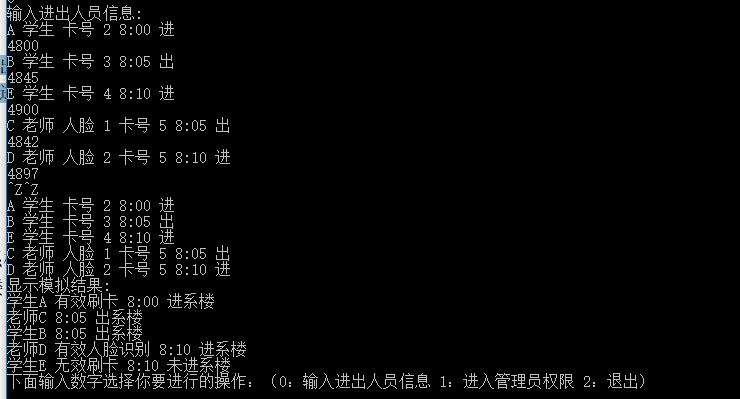 输入进出人员信息:
A 学生 卡号 2 8:00 进
4800
B 学生 卡号 3 8:05 出
4845
E 学生 卡号 4 8:10 进
4900
C 老师 人脸 1 卡号 5 8:05 出
4842
D 老师 人脸 2 卡号 5 8:10 进
4897
^Z^Z
A 学生 卡号 2 8:00 进
B 学生 卡号 3 8:05 出
E 学生 卡号 4 8:10 进
C 老师 人脸 1 卡号 5 8:05 出
D 老师 人脸 2 卡号 5 8:10 进
显示模拟结果:
学生A 有效刷卡 8:00 进系楼
老师C 8:05 出系楼
学生B 8:05 出系楼
老师D 有效人脸识别 8:10 进系楼
学生E 无效刷卡 8:10 未进系楼
下面输入数字选择你要进行的操作：（0：输入进出人员信息 1：进入管理员权限 2：退出）